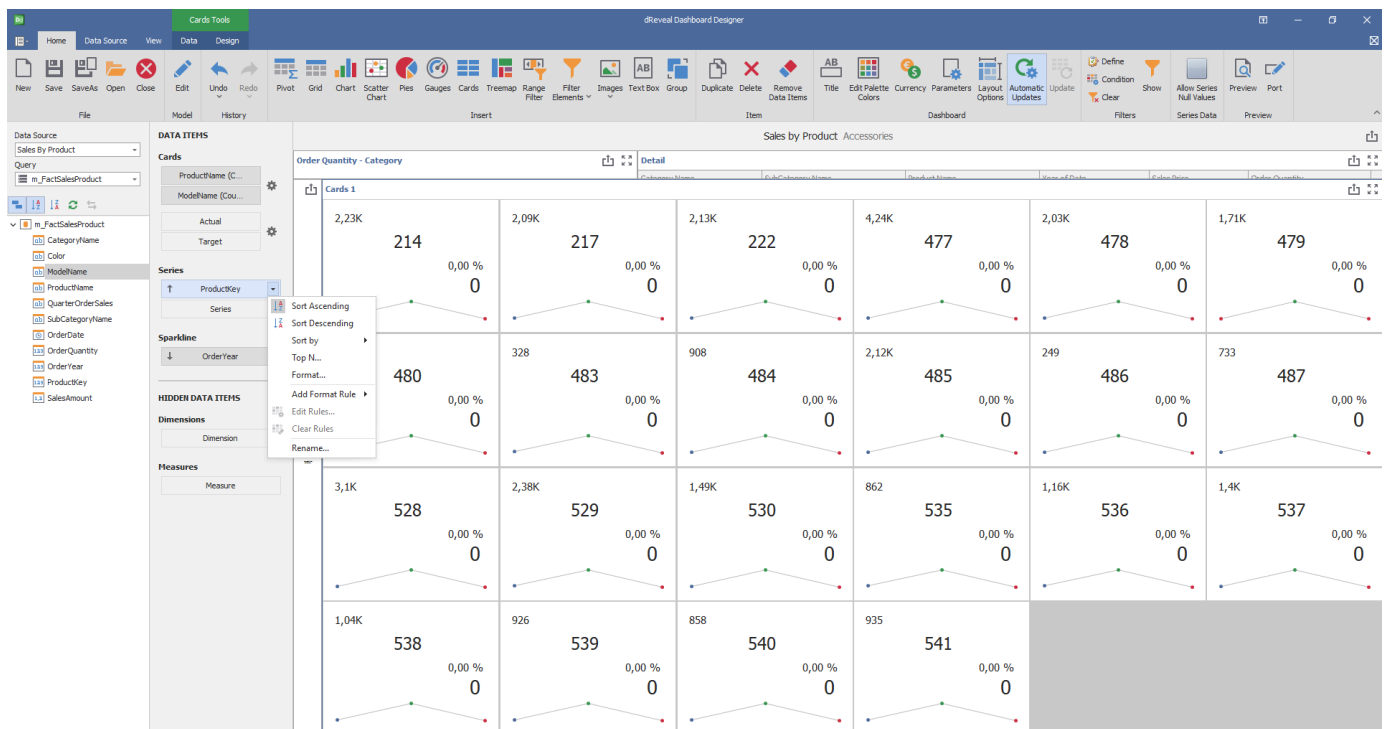 Cards Tools
dReveal Dashboard Designer
Home Data Source View Data Design
New Save SaveAs Open Close Edit Undo Redo Pivot Grid Chart Scatter Chart Pies Gauges Cards Treemap Range Filter Filter Elements Images Text Box Group Duplicate Delete Remove Data Items Title Edit Palette Colors Currency Parameters Layout Options Automatic Updates Update Define Condition Clear Show Allow Series Null Values Preview Port
File Model History Insert Item Dashboard Filters Series Data Preview
Data Source
Sales By Product
Query
m_FactSalesProduct
m_FactSalesProduct
CategoryName
Color
ModelName
ProductName
QuarterOrderSales
SubCategoryName
OrderDate
OrderQuantity
OrderYear
ProductKey
SalesAmount
DATA ITEMS
Cards
ProductName (C...
ModelName (Cou...
Actual
Target
Series
ProductKey
Series
Sparkline
OrderYear
HIDDEN DATA ITEMS
Dimensions
Dimension
Measures
Measure
Sort Ascending
Sort Descending
Sort by
Top N...
Format...
Add Format Rule
Edit Rules...
Clear Rules
Rename...
Sales by Product Accessories
Order Quantity - Category
Detail
Cards 1
2,23K 2,09K 2,13K 4,24K 2,03K 1,71K
214 217 222 477 478 479
0,00 % 0,00 % 0,00 % 0,00 % 0,00 % 0,00 %
0 0 0 0 0 0
328 908 2,12K 249 733
480 483 484 485 486 487
0,00 % 0,00 % 0,00 % 0,00 % 0,00 % 0,00 %
0 0 0 0 0 0
3,1K 2,38K 1,49K 862 1,16K 1,4K
528 529 530 535 536 537
0,00 % 0,00 % 0,00 % 0,00 % 0,00 % 0,00 %
0 0 0 0 0 0
1,04K 926 858 935
538 539 540 541
0,00 % 0,00 % 0,00 % 0,00 %
0 0 0 0